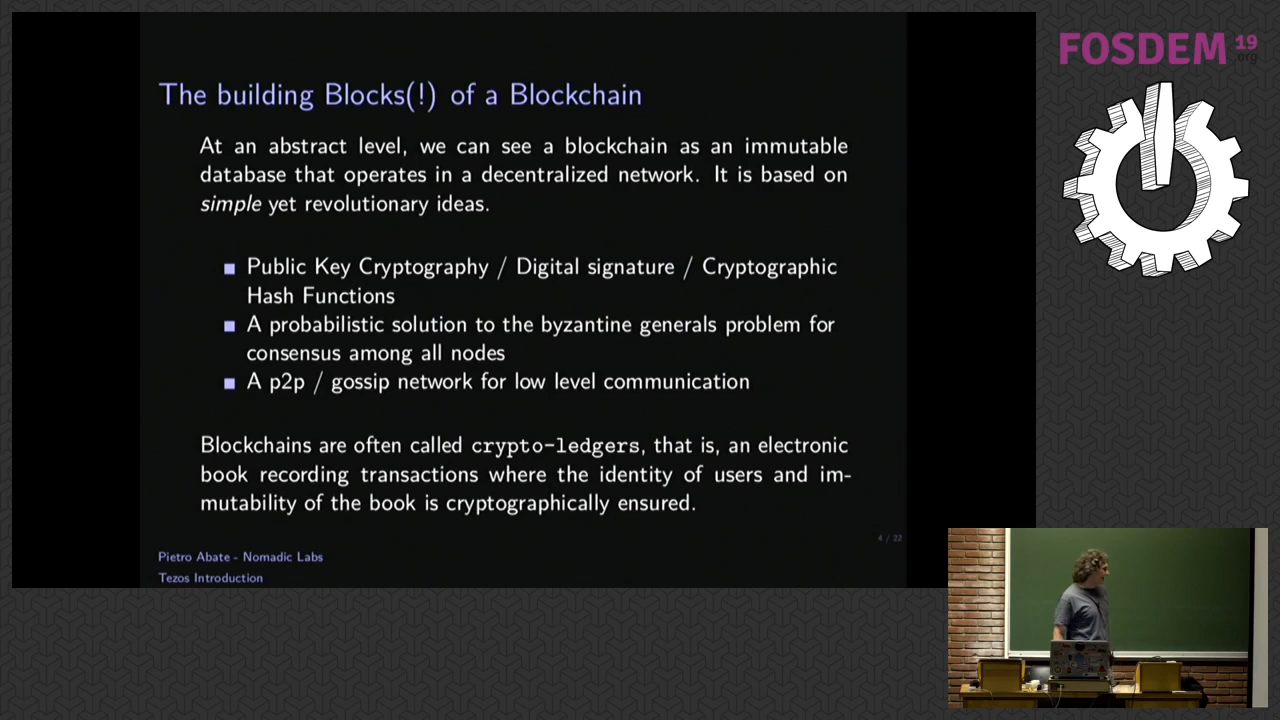 The building Blocks(!) of a Blockchain
At an abstract level, we can see a blockchain as an immutable
database that operates in a decentralized network. It is based on
simple yet revolutionary ideas.
Public Key Cryptography / Digital signature / Cryptographic
Hash Functions
A probabilistic solution to the byzantine generals problem for
consensus among all nodes
A p2p / gossip network for low level communication
Blockchains are often called crypto-ledgers, that is, an electronic
book recording transactions where the identity of users and im-
mutability of the book is cryptographically ensured.
4 / 22
Pietro Abate - Nomadic Labs
Tezos Introduction
FOSDEM 19
.org